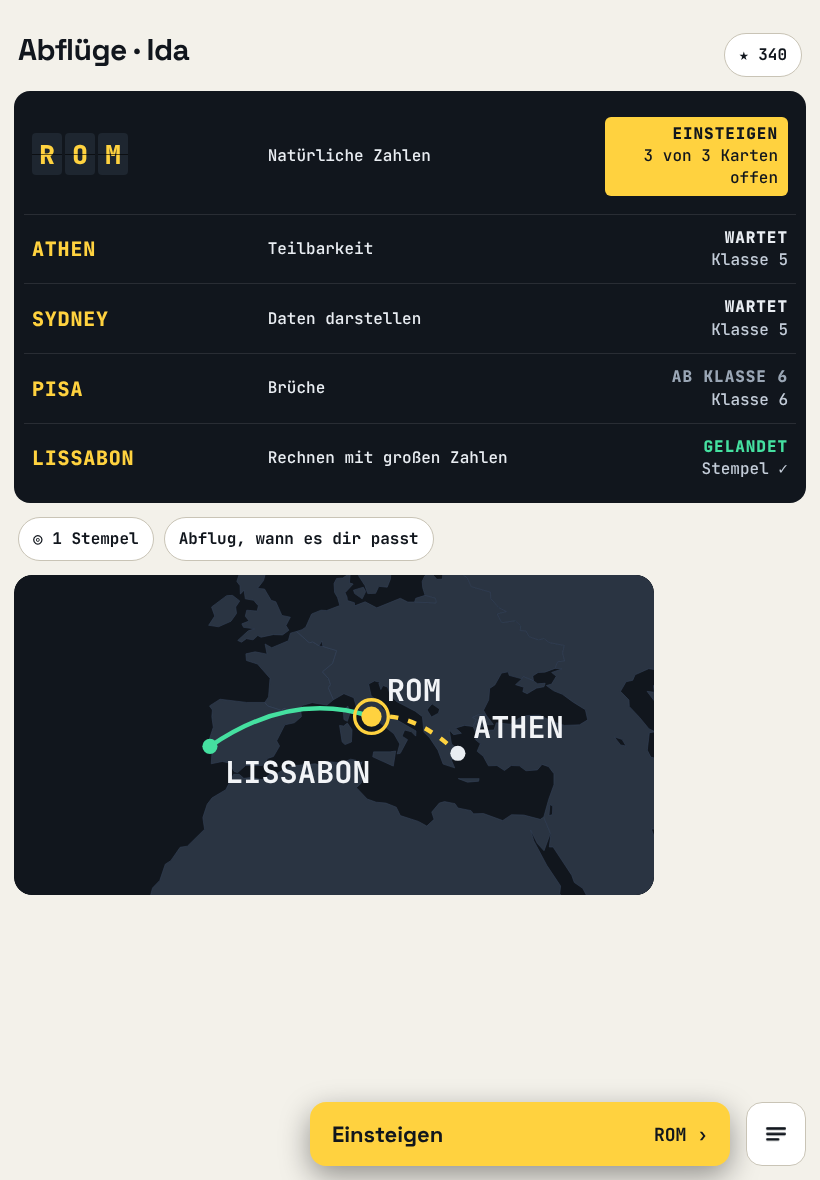 Abflüge · Ida
★ 340
ROM
Natürliche Zahlen
EINSTEIGEN
3 von 3 Karten
offen
ATHEN
Teilbarkeit
WARTET
Klasse 5
SYDNEY
Daten darstellen
WARTET
Klasse 5
PISA
Brüche
AB KLASSE 6
Klasse 6
LISSABON
Rechnen mit großen Zahlen
GELANDET
Stempel ✓
◎ 1 Stempel
Abflug, wann es dir passt
ROM
ATHEN
LISSABON
Einsteigen
ROM ›